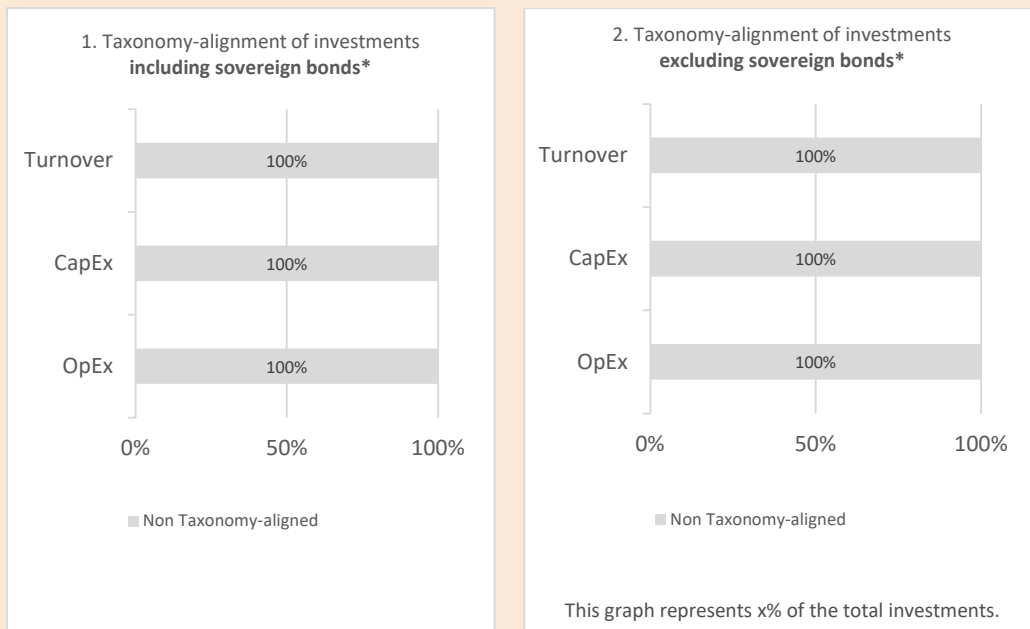 1. Taxonomy-alignment of investments
including sovereign bonds*
Turnover
100%
CapEx
100%
OpEx
100%
0%
50%
100%
Non Taxonomy-aligned
2. Taxonomy-alignment of investments
excluding sovereign bonds*
Turnover
100%
CapEx
100%
OpEx
100%
0%
50%
100%
Non Taxonomy-aligned
This graph represents x% of the total investments.